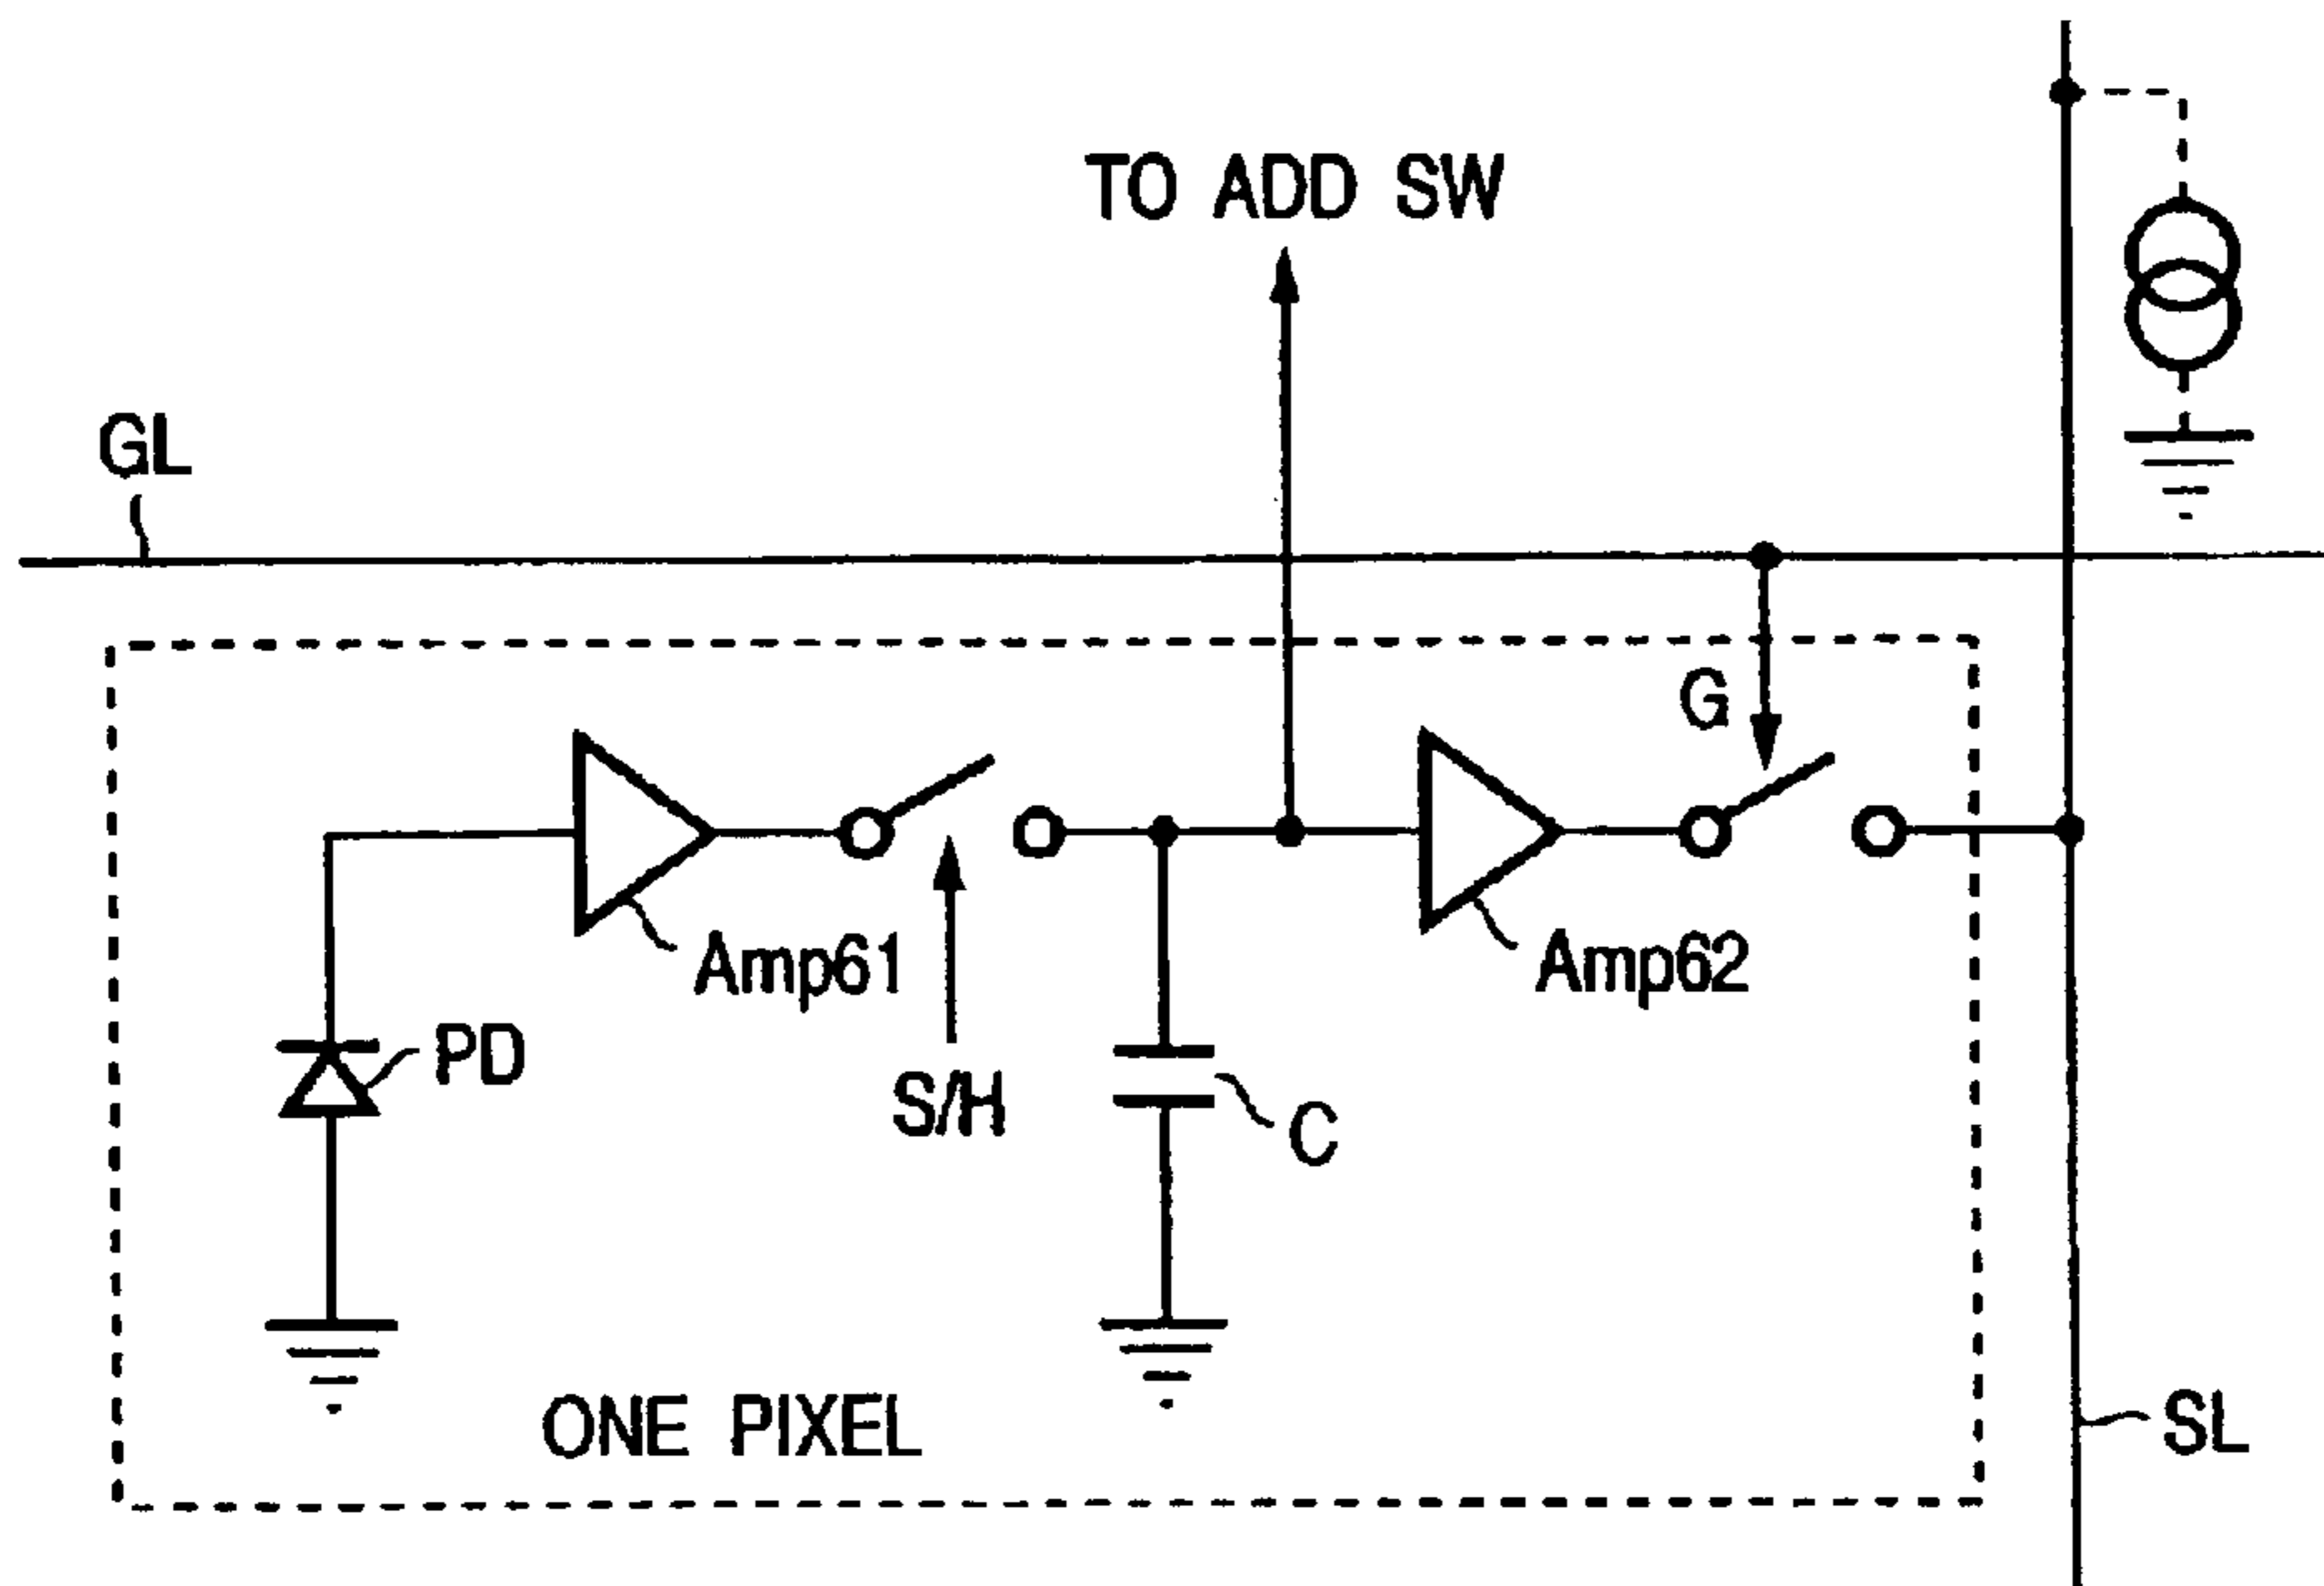 TO ADD SW
GL
G
Amp61
Amp62
PD
S/H
C
ONE PIXEL
SL